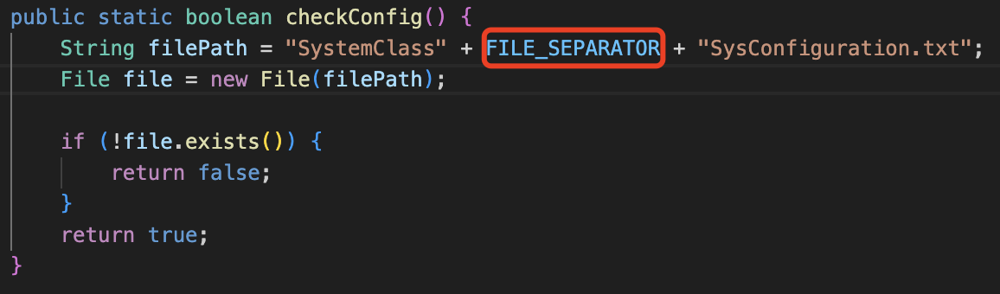 public static boolean checkConfig() {
String filePath = "SystemClass" + FILE_SEPARATOR + "SysConfiguration.txt";
File file = new File(filePath);
if (!file.exists()) {
return false;
}
return true;
}